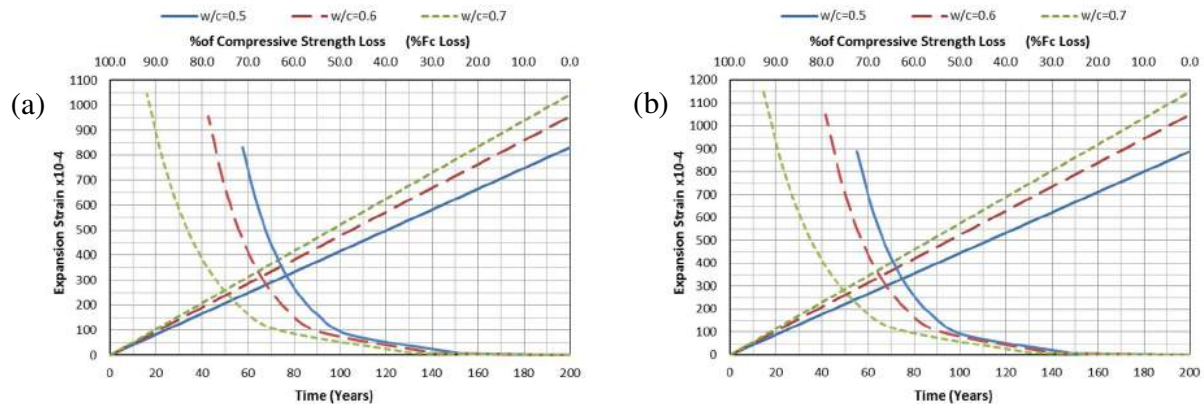 w/c=0.5 w/c=0.6 w/c=0.7
%of Compressive Strength Loss (%Fc Loss)
100.0 90.0 80.0 70.0 60.0 50.0 40.0 30.0 20.0 10.0 0.0
(a)
Expansion Strain x10-4
1100
1000
900
800
700
600
500
400
300
200
100
0
0 20 40 60 80 100 120 140 160 180 200
Time (Years)
w/c=0.5 w/c=0.6 w/c=0.7
%of Compressive Strength Loss (%Fc Loss)
100.0 90.0 80.0 70.0 60.0 50.0 40.0 30.0 20.0 10.0 0.0
(b)
Expansion Strain x10-4
1200
1100
1000
900
800
700
600
500
400
300
200
100
0
0 20 40 60 80 100 120 140 160 180 200
Time (Years)